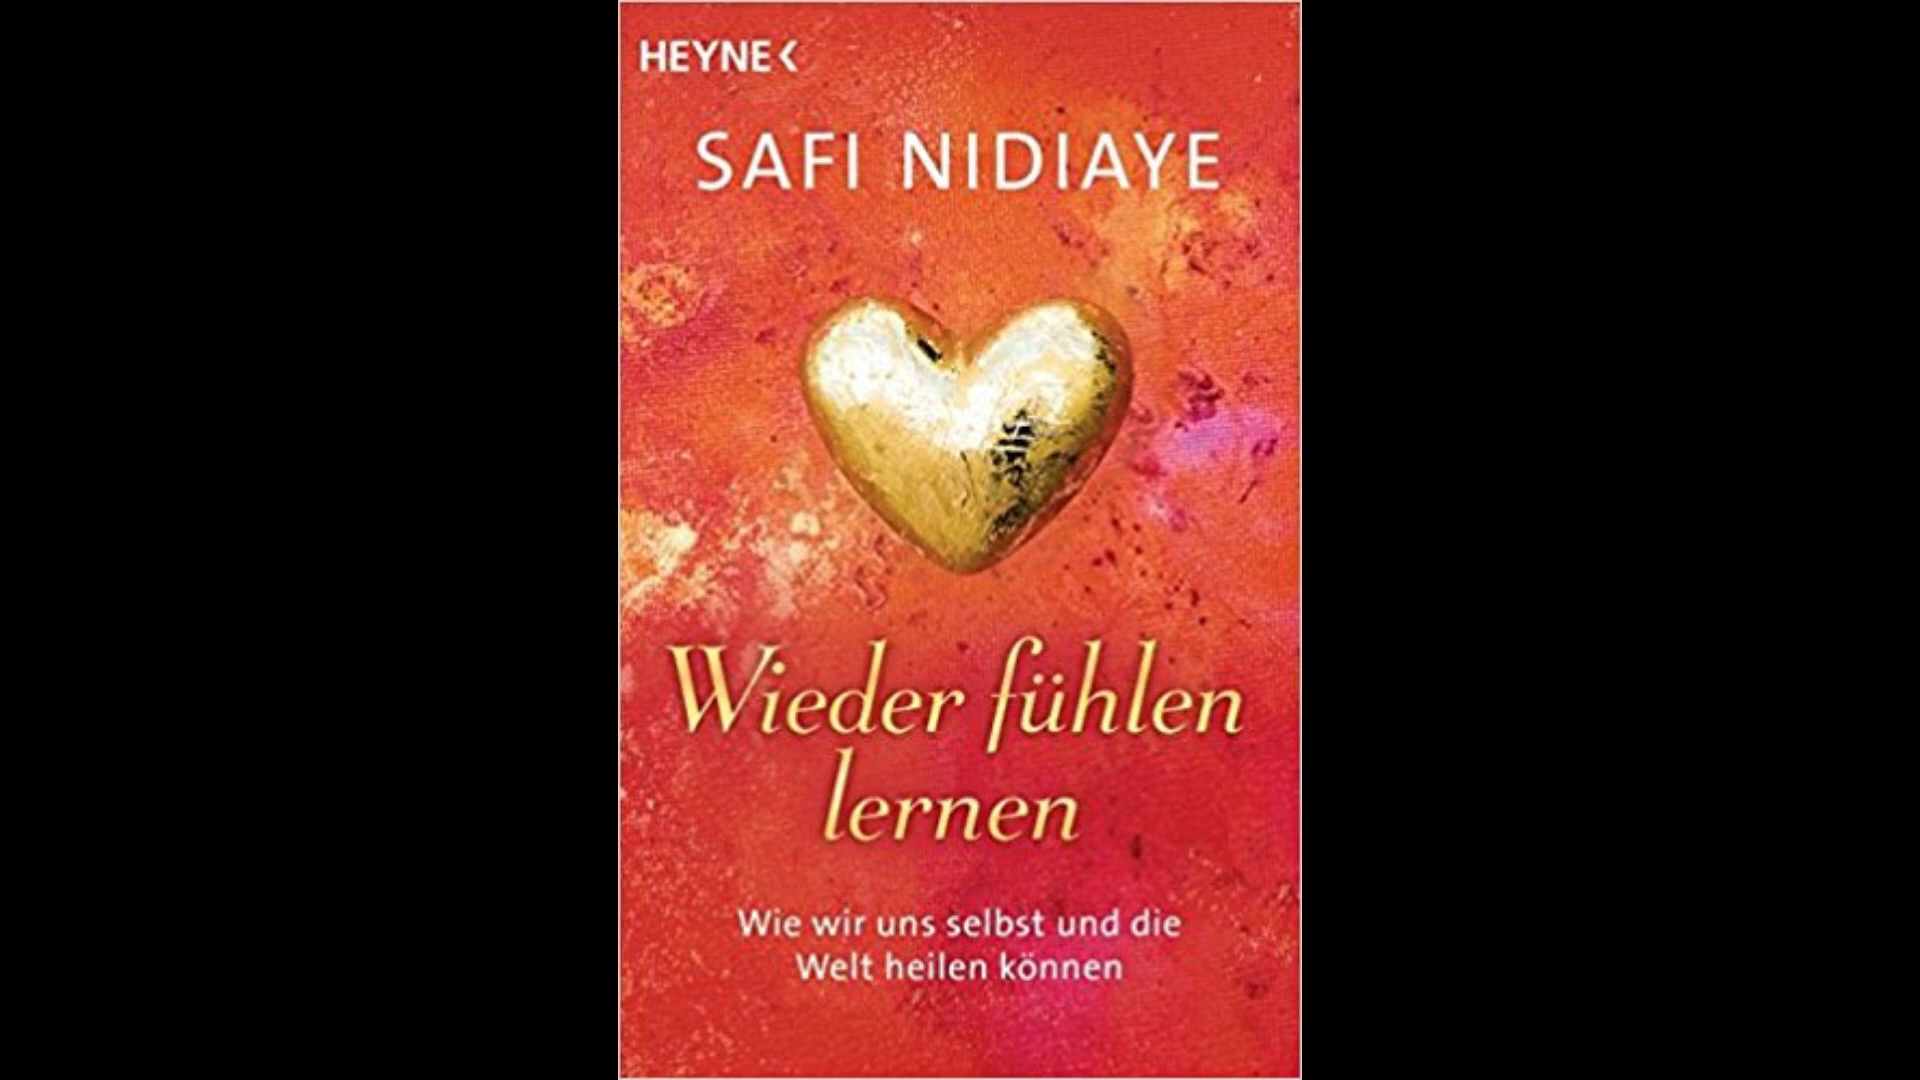 HEYNE
SAFI NIDIAYE
Wieder fühlen
lernen
Wie wir uns selbst und die
Welt heilen können